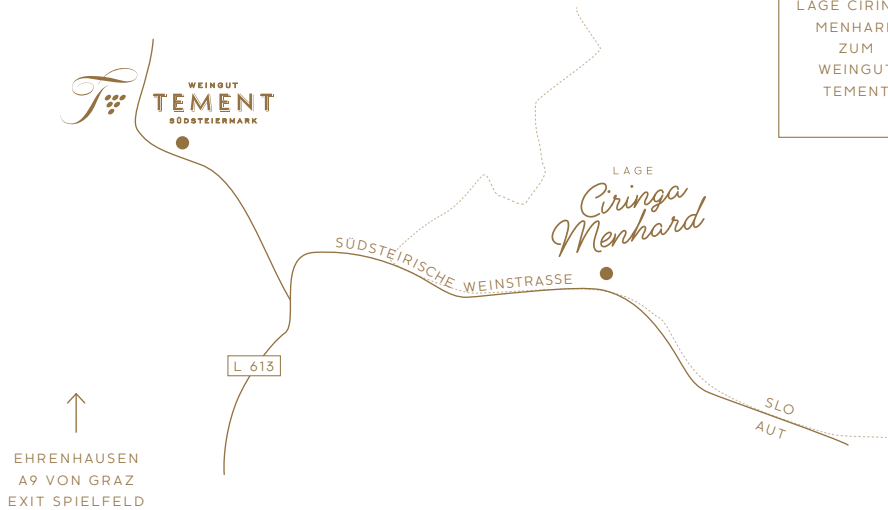 LAGE
MENHAR
ZUM
WEINGUT
TEMENT
WEINGUT
TEMENT
SÜDSTEIERMARK
LAGE
Ciringa
Menhard
SÜDSTEIRISCHE WEINSTRASSE
L 613
SLO
AUT
EHRENHAUSEN
A9 VON GRAZ
EXIT SPIELFELD